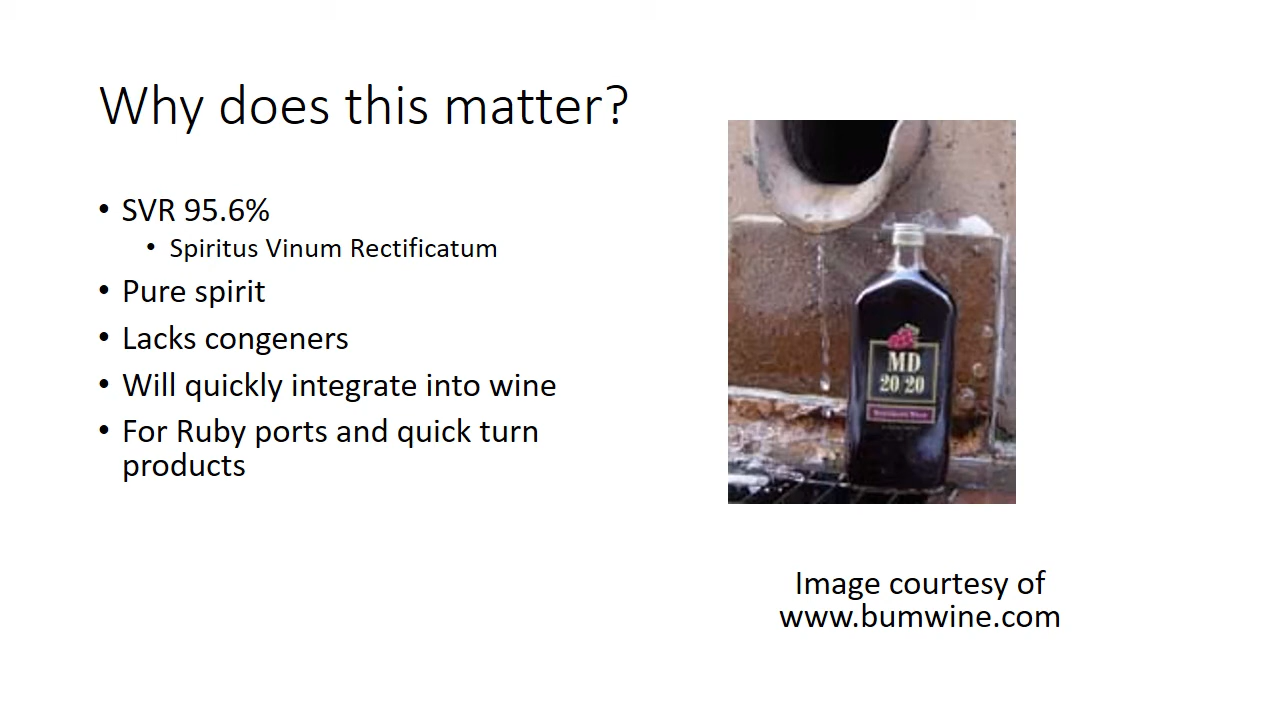 Why does this matter?
• SVR 95.6%
• Spiritus Vinum Rectificatum
• Pure spirit
• Lacks congeners
• Will quickly integrate into wine
• For Ruby ports and quick turn
products
MD
20/20
Image courtesy of
www.bumwine.com